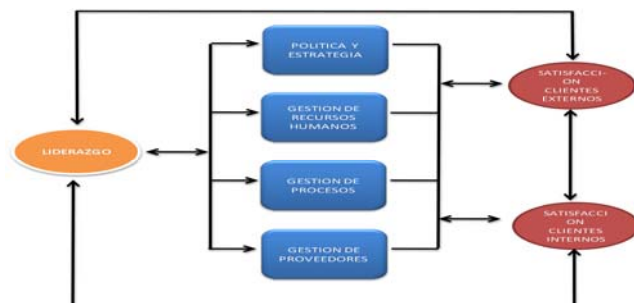 POLITICA Y
ESTRATEGIA
SATISFACCI-
ON
CLIENTES
EXTERNOS
GESTION DE
RECURSOS
HUMANOS
LIDERAZGO
GESTION DE
PROCESOS
SATISFACCI
ON
CLIENTES
INTERNOS
GESTION DE
PROVEEDORES